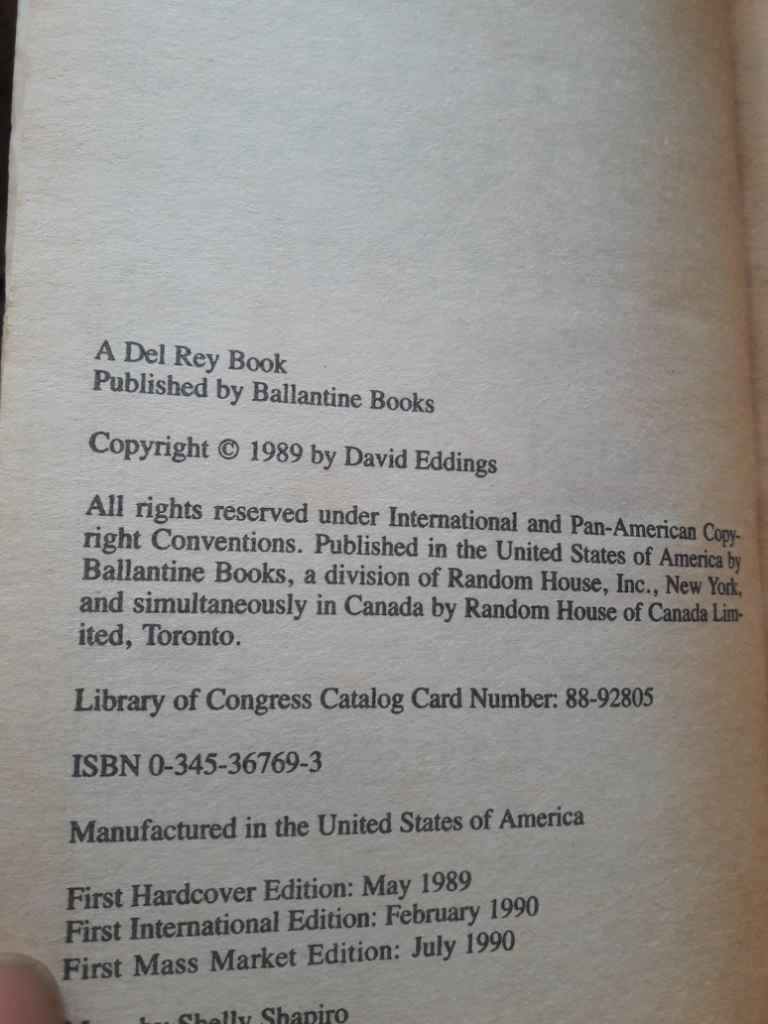 A Del Rey Book
Published by Ballantine Books
Copyright © 1989 by David Eddings
All rights reserved under International and Pan-American Copy-
right Conventions. Published in the United States of America by
Ballantine Books, a division of Random House, Inc., New York,
and simultaneously in Canada by Random House of Canada Lim-
ited, Toronto.
Library of Congress Catalog Card Number: 88-92805
ISBN 0-345-36769-3
Manufactured in the United States of America
First Hardcover Edition: May 1989
First International Edition: February 1990
First Mass Market Edition: July 1990
by Shelly Shapiro